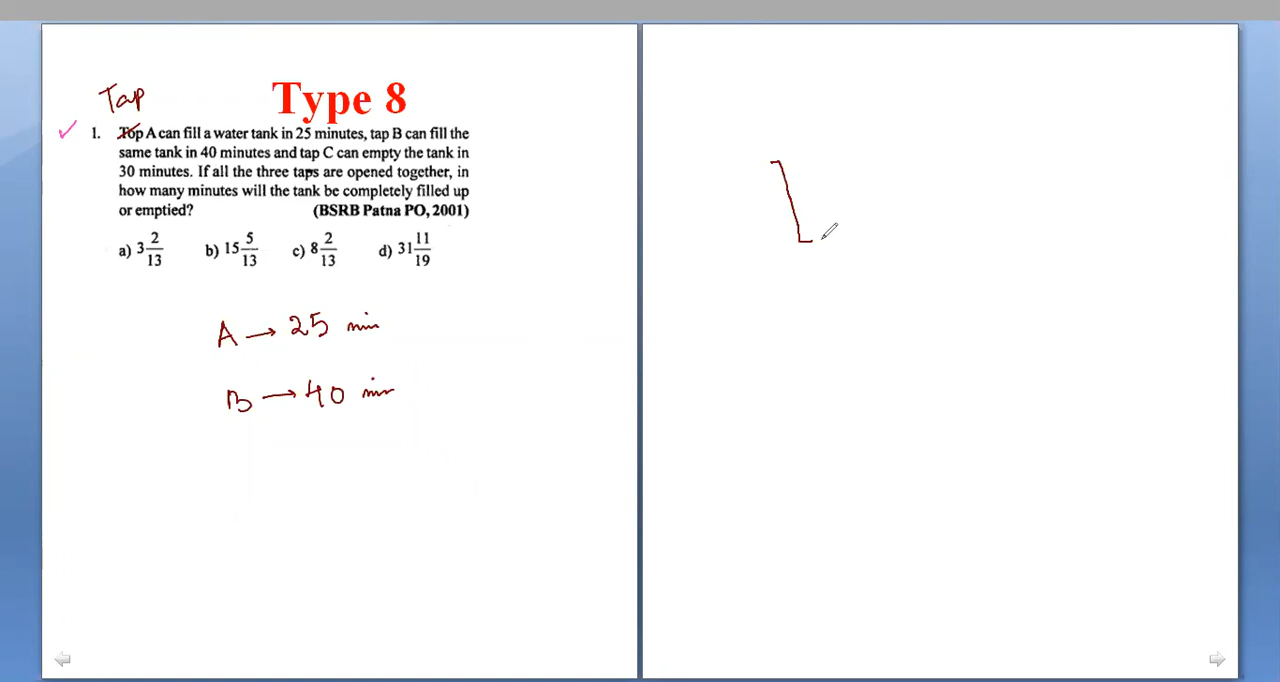 Tap
Type 8
1. Top A can fill a water tank in 25 minutes, tap B can fill the
same tank in 40 minutes and tap C can empty the tank in
30 minutes. If all the three taps are opened together, in
how many minutes will the tank be completely filled up
or emptied? (BSRB Patna PO, 2001)
a) 3 2/13 b) 15 5/13 c) 8 2/13 d) 31 11/19
A → 25 min
B → 40 min